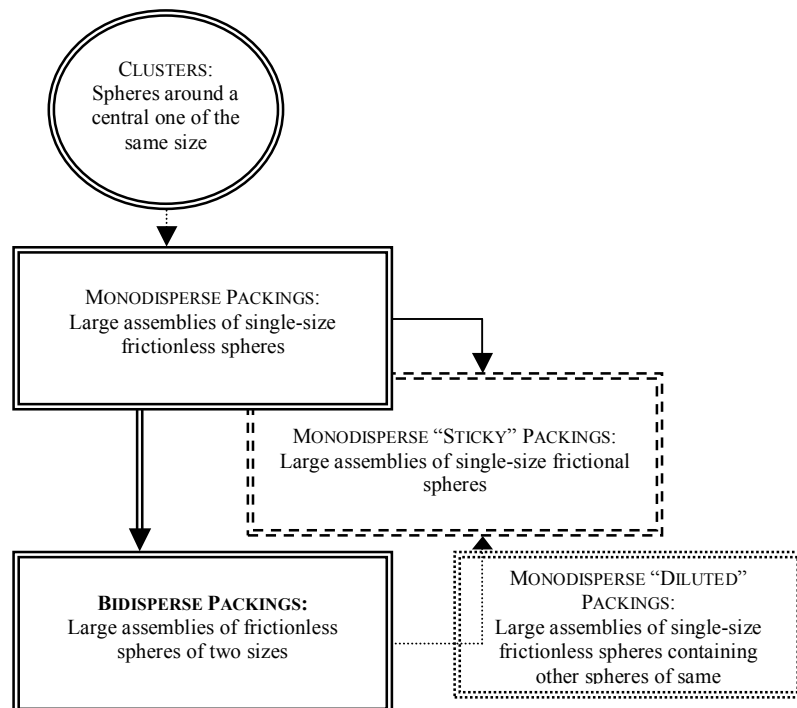 CLUSTERS:
Spheres around a
central one of the
same size
MONODISPERSE PACKINGS:
Large assemblies of single-size
frictionless spheres
MONODISPERSE “STICKY” PACKINGS:
Large assemblies of single-size frictional
spheres
BIDISPERSE PACKINGS:
Large assemblies of frictionless
spheres of two sizes
MONODISPERSE “DILUTED”
PACKINGS:
Large assemblies of single-size
frictionless spheres containing
other spheres of same